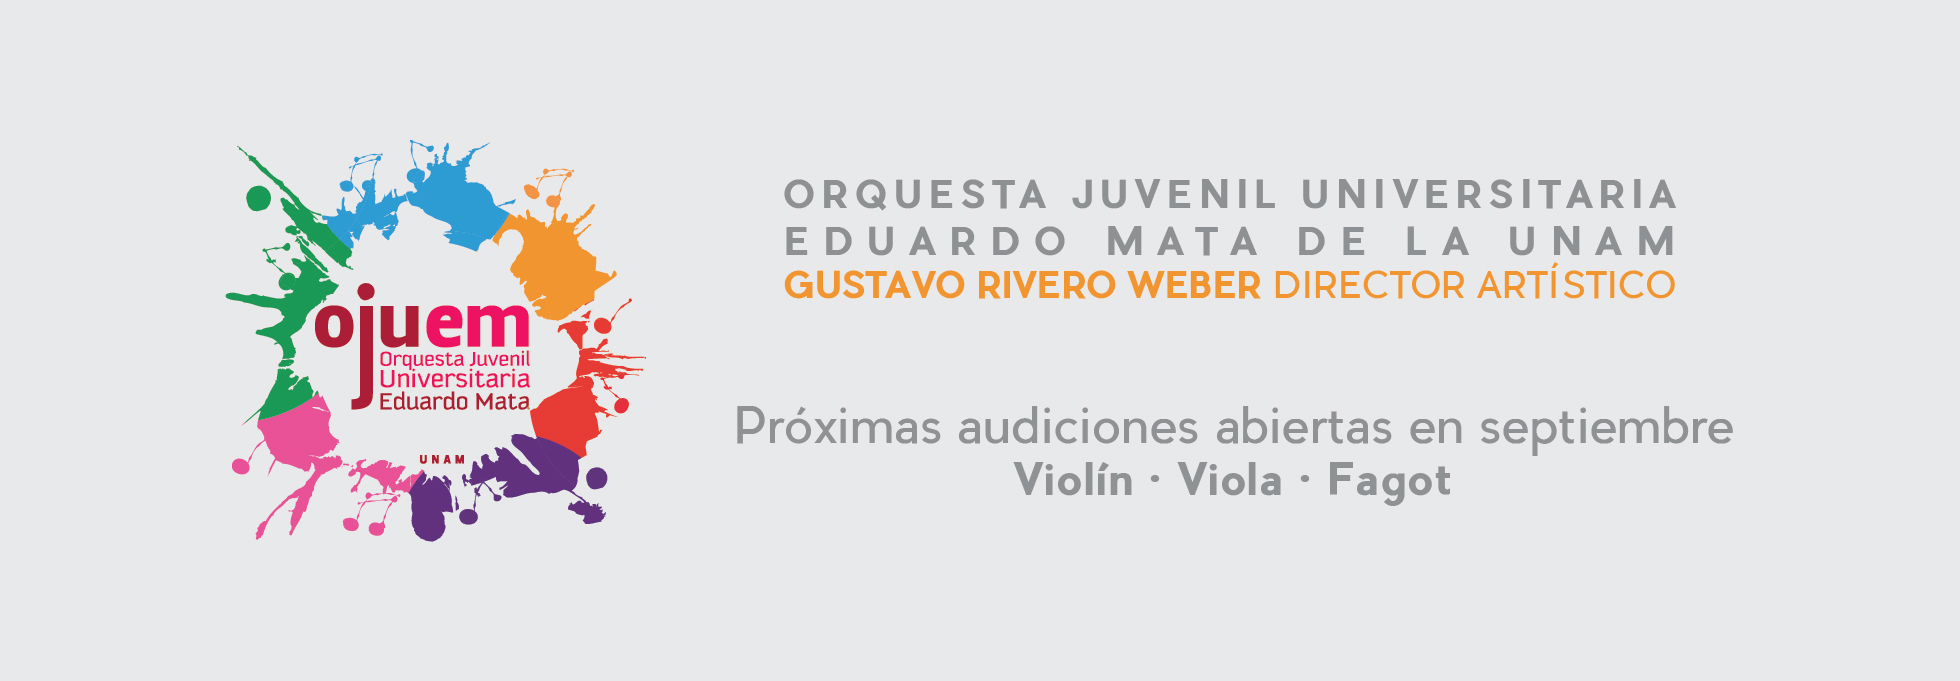 ojuem
Orquesta Juvenil
Universitaria
Eduardo Mata
UNAM
ORQUESTA JUVENIL UNIVERSITARIA
EDUARDO MATA DE LA UNAM
GUSTAVO RIVERO WEBER DIRECTOR ARTÍSTICO
Próximas audiciones abiertas en septiembre
Violín · Viola · Fagot